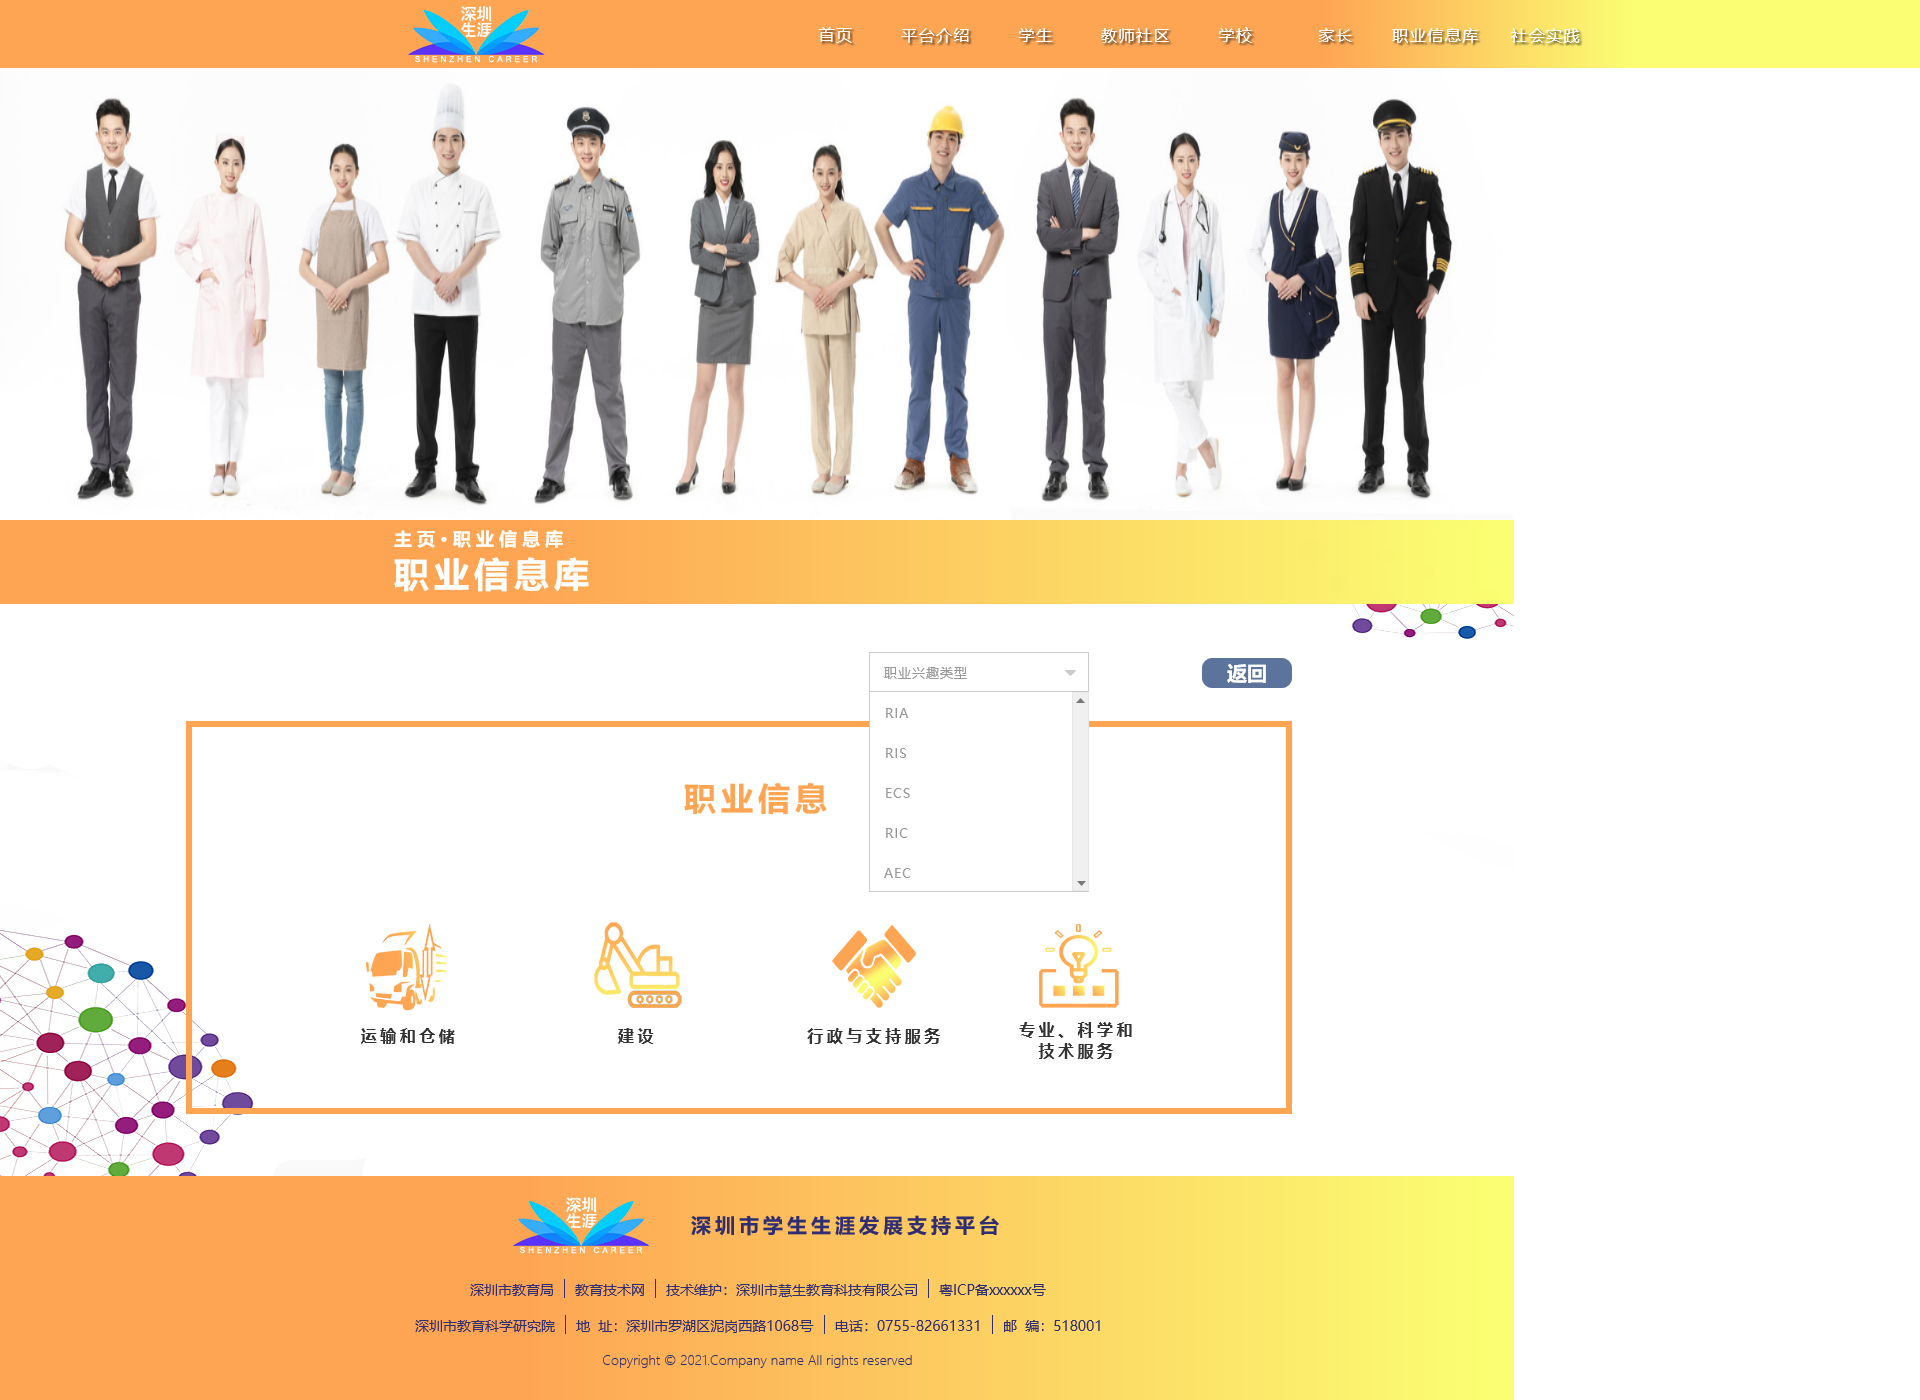 深圳
生涯
SHENZHEN CAREER
首页 平台介绍 学生 教师社区 学校 家长 职业信息库 社会实践
主页·职业信息库
职业信息库
职业兴趣类型
返回
RIA
RIS
ECS
RIC
AEC
职业信息
运输和仓储
建设
行政与支持服务
专业、科学和
技术服务
深圳
生涯
SHENZHEN CAREER
深圳市学生生涯发展支持平台
深圳市教育局 | 教育技术网 | 技术维护：深圳市慧生教育科技有限公司 | 粤ICP备xxxxxx号
深圳市教育科学研究院 | 地 址：深圳市罗湖区泥岗西路1068号 | 电话：0755-82661331 | 邮 编：518001
Copyright © 2021.Company name All rights reserved